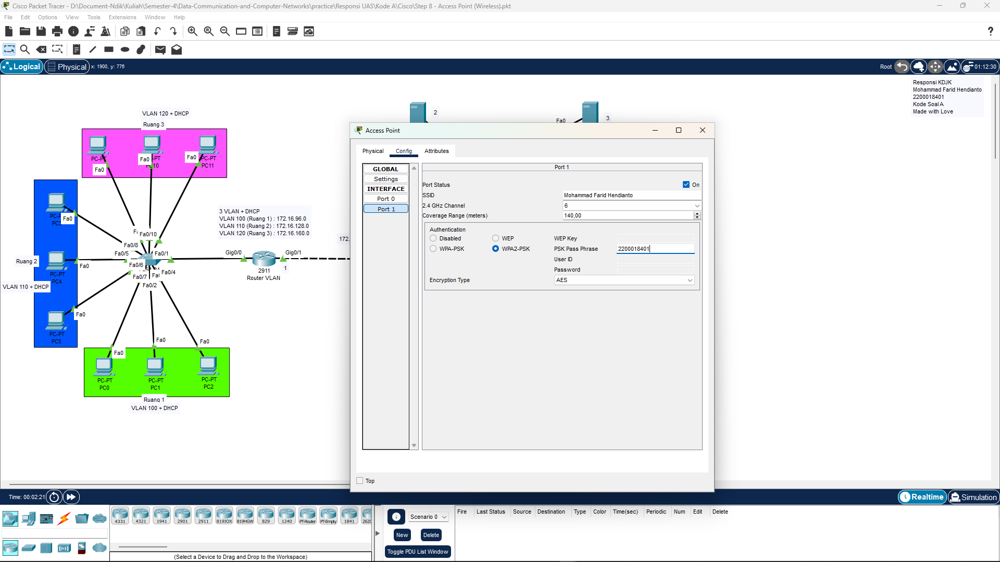 Cisco Packet Tracer - D:\Document-Ndik\Kuliah\Semester-4\Data-Communication-and-Computer-Networks\practice\Responsi UAS\Kode A\Cisco\Step 8 - Access Point (Wireless).pkt
File Edit Options View Tools Extensions Window Help
Logical Physical x: 1900, y: 776 Root 01:12:30
Responsi KDJK
Mohammad Farid Hendianto
2200018401
Kode Soal A
Made with Love
VLAN 120 + DHCP
Ruang 3
2
3
Fa0
PC-PT
Fa0
Fa0
-PT
PC10
Fa0
PC-PT
PC11
Fa0
PC3
Ruang 2
Fa0
PC-PT
PC4
VLAN 110 + DHCP
Fa0
PC-PT
PC5
3 VLAN + DHCP
VLAN 100 (Ruang 1) : 172.16.96.0
VLAN 110 (Ruang 2) : 172.16.128.0
VLAN 120 (Ruang 3) : 172.16.160.0
172.
Fa0/10
Fa0/8
Fa0/5
Fa0/1
Fa0/6
Fa0/4
Fa0/7
Fa0/2
Gig0/0
Gig0/1
2911
Router VLAN
1
Fa0
Fa0
Fa0
PC-PT
PC0
PC-PT
PC1
PC-PT
PC2
Ruang 1
VLAN 100 + DHCP
Access Point
Physical Config Attributes
GLOBAL
Settings
INTERFACE
Port 0
Port 1
Port 1
Port Status On
SSID Mohammad Farid Hendianto
2.4 GHz Channel 6
Coverage Range (meters) 140,00
Authentication
Disabled WEP WEP Key
WPA-PSK WPA2-PSK PSK Pass Phrase 2200018401
User ID
Password
Encryption Type AES
Top
Time: 00:02:21
Realtime Simulation
4331 4321 1941 2901 2911 819IOX 819HGW 829 1240 PT-Router PT-Empty 1841 2620
(Select a Device to Drag and Drop to the Workspace)
Scenario 0
New Delete
Toggle PDU List Window
Fire Last Status Source Destination Type Color Time(sec) Periodic Num Edit Delete